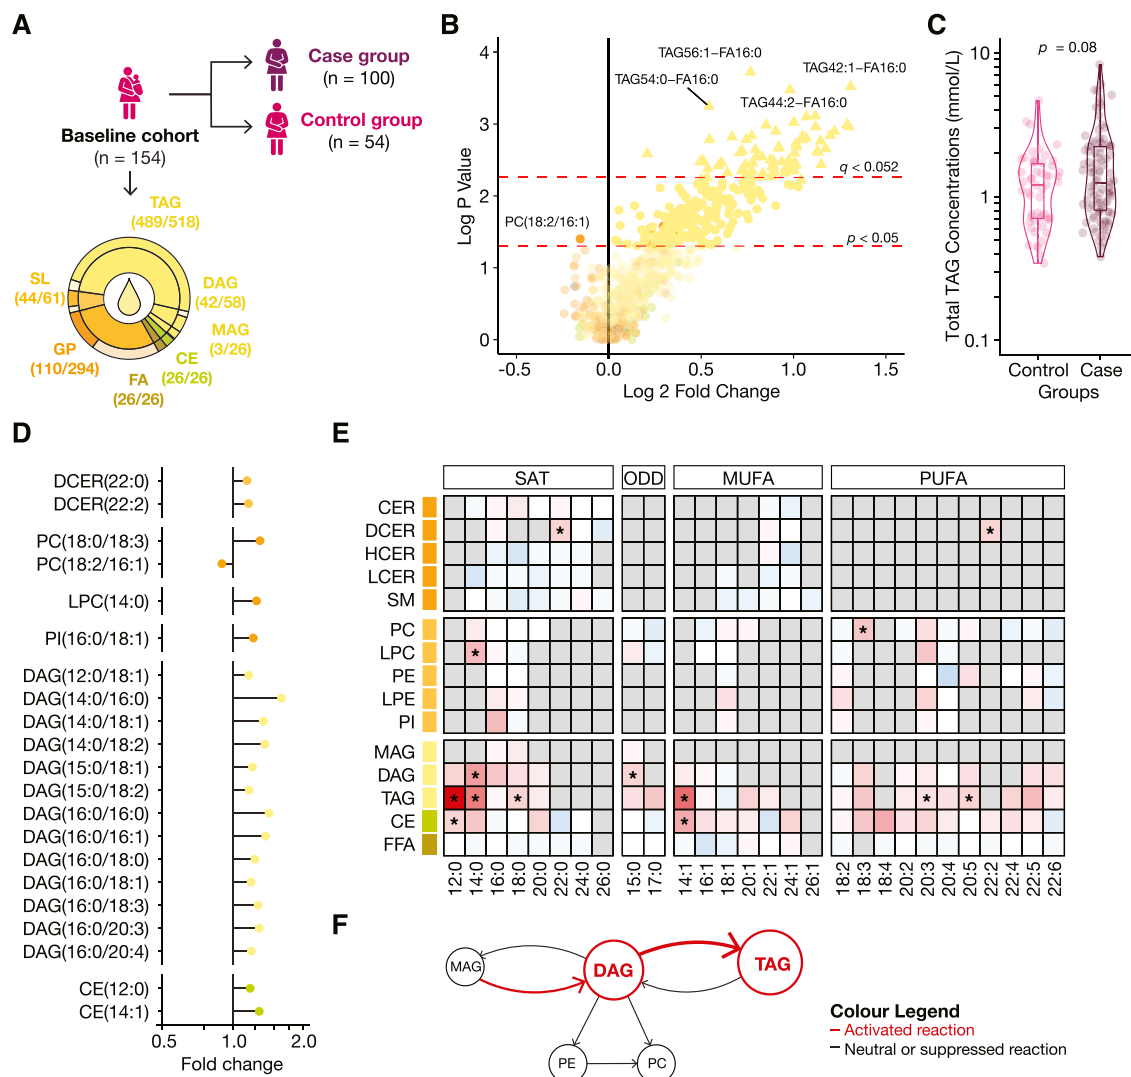 A
Case group
(n = 100)
Control group
(n = 54)
Baseline cohort
(n = 154)
TAG
(489/518)
SL
(44/61)
DAG
(42/58)
MAG
(3/26)
GP
(110/294)
CE
(26/26)
FA
(26/26)
B
Log P Value
4
3
2
1
0
TAG56:1−FA16:0
TAG54:0−FA16:0
TAG42:1−FA16:0
TAG44:2−FA16:0
q < 0.052
PC(18:2/16:1)
p < 0.05
-0.5
0.0
0.5
1.0
1.5
Log 2 Fold Change
C
Total TAG Concentrations (mmol/L)
10
1
0.1
p = 0.08
Control Case
Groups
D
DCER(22:0)
DCER(22:2)
PC(18:0/18:3)
PC(18:2/16:1)
LPC(14:0)
PI(16:0/18:1)
DAG(12:0/18:1)
DAG(14:0/16:0)
DAG(14:0/18:1)
DAG(14:0/18:2)
DAG(15:0/18:1)
DAG(15:0/18:2)
DAG(16:0/16:0)
DAG(16:0/16:1)
DAG(16:0/18:0)
DAG(16:0/18:1)
DAG(16:0/18:3)
DAG(16:0/20:3)
DAG(16:0/20:4)
CE(12:0)
CE(14:1)
0.5
1.0
2.0
Fold change
E
SAT
ODD
MUFA
PUFA
CER
DCER * *
HCER
LCER
SM
PC *
LPC *
PE
LPE
PI
MAG
DAG * *
TAG * * * * * *
CE * *
FFA
12:0 14:0 16:0 18:0 20:0 22:0 24:0 26:0 15:0 17:0 14:1 16:1 18:1 20:1 22:1 24:1 26:1 18:2 18:3 18:4 20:2 20:3 20:4 20:5 22:2 22:4 22:5 22:6
F
MAG
DAG
TAG
PE
PC
Colour Legend
Activated reaction
Neutral or suppressed reaction